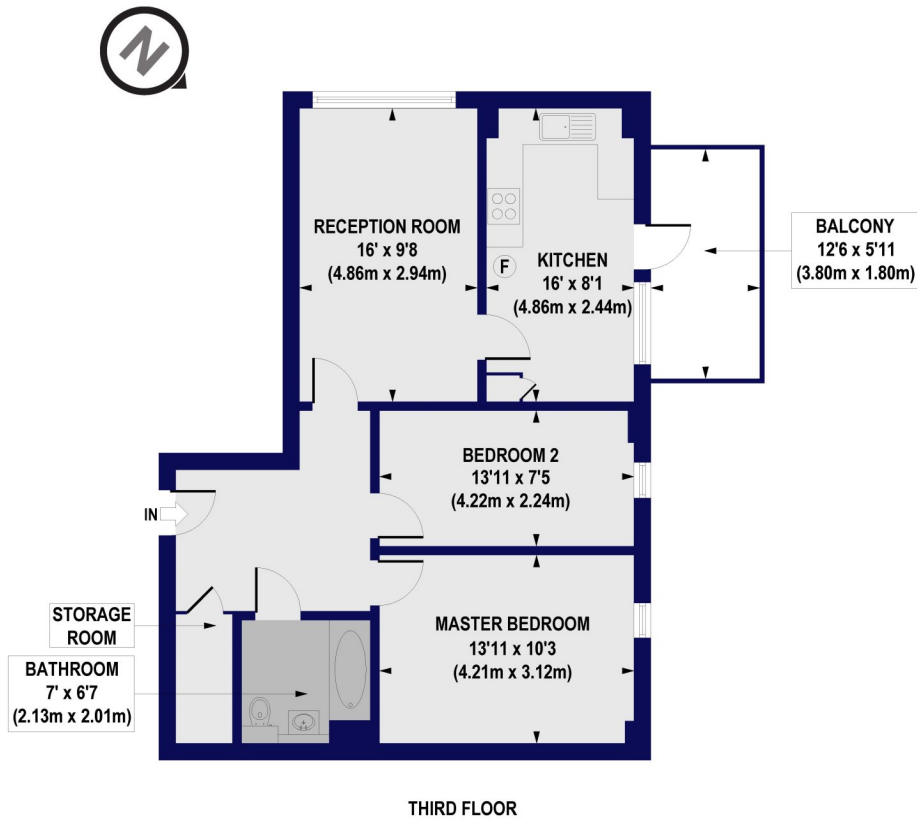 N
RECEPTION ROOM
16' x 9'8
(4.86m x 2.94m)
F
KITCHEN
16' x 8'1
(4.86m x 2.44m)
BALCONY
12'6 x 5'11
(3.80m x 1.80m)
BEDROOM 2
13'11 x 7'5
(4.22m x 2.24m)
IN
STORAGE
ROOM
MASTER BEDROOM
13'11 x 10'3
(4.21m x 3.12m)
BATHROOM
7' x 6'7
(2.13m x 2.01m)
THIRD FLOOR